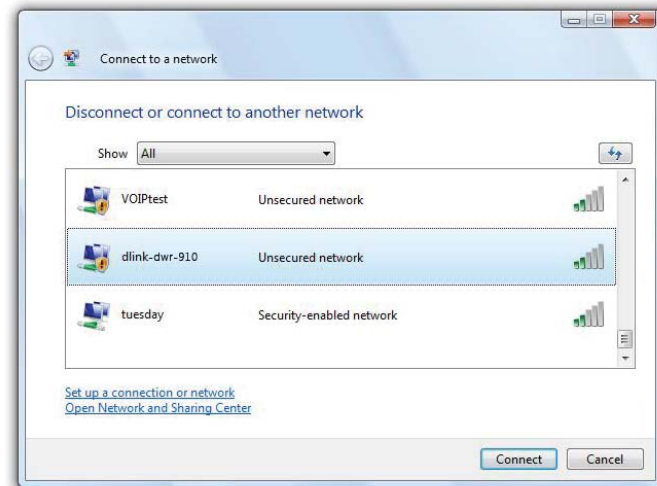 Connect to a network
Disconnect or connect to another network
Show All
VOIPtest Unsecured network
dlink-dwr-910 Unsecured network
tuesday Security-enabled network
Set up a connection or network
Open Network and Sharing Center
Connect Cancel